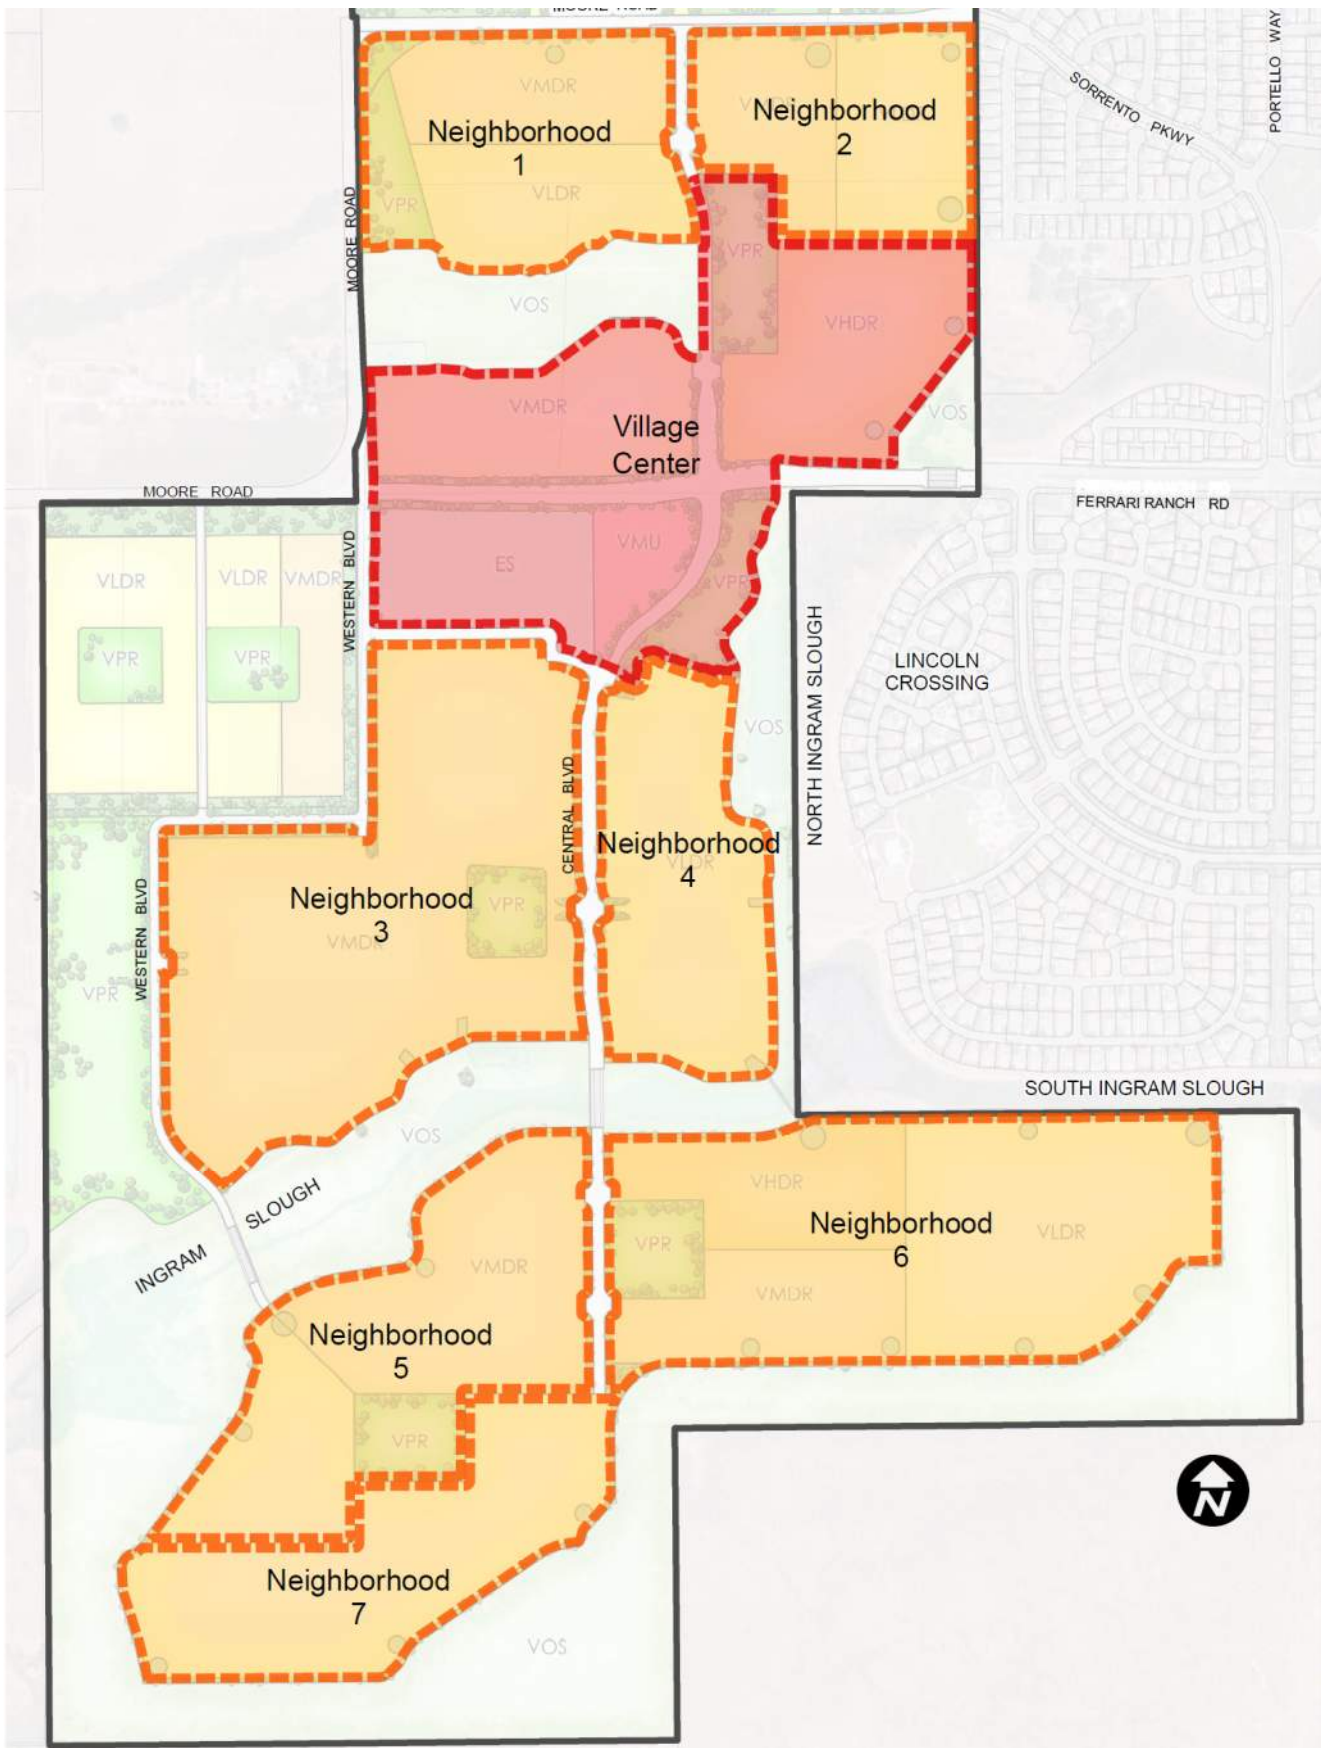 MOORE ROAD
PORTELLO WAY
SORRENTO PKWY
VMDR
Neighborhood
1
Neighborhood
2
VLDR
VPR
MOORE ROAD
VPR
VOS
VHDR
VMDR
VOS
Village
Center
MOORE ROAD
FERRARI RANCH RD
WESTERN BLVD
ES
VMU
VPR
VLDR
VLDR
VMDR
VPR
VPR
NORTH INGRAM SLOUGH
LINCOLN
CROSSING
VOS
CENTRAL BLVD
Neighborhood
4
VLDR
Neighborhood
3
VMDR
VPR
WESTERN BLVD
VPR
SOUTH INGRAM SLOUGH
VOS
INGRAM SLOUGH
VHDR
Neighborhood
6
VLDR
VPR
VMDR
VMDR
Neighborhood
5
VPR
N
Neighborhood
7
VOS